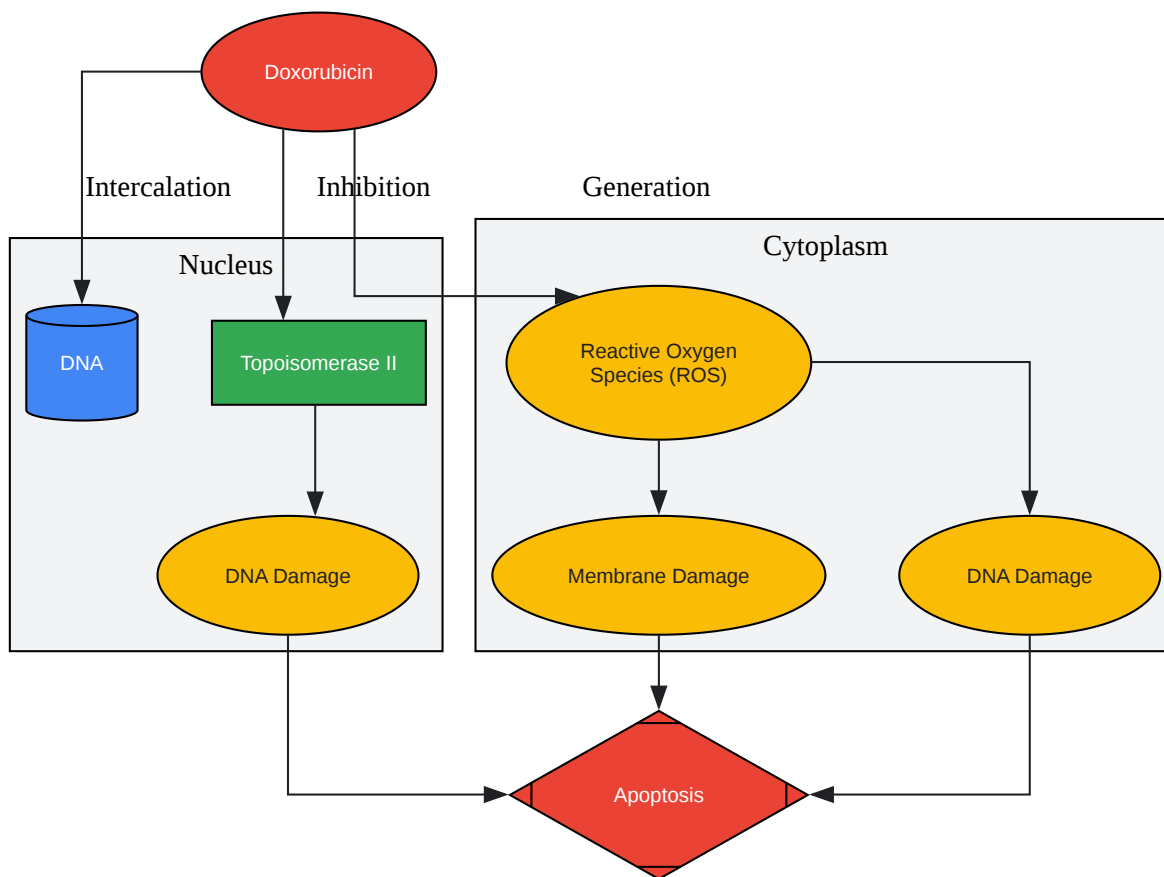 Doxorubicin
Intercalation
Inhibition
Generation
Nucleus
Cytoplasm
DNA
Topoisomerase II
Reactive Oxygen
Species (ROS)
DNA Damage
Membrane Damage
DNA Damage
Apoptosis